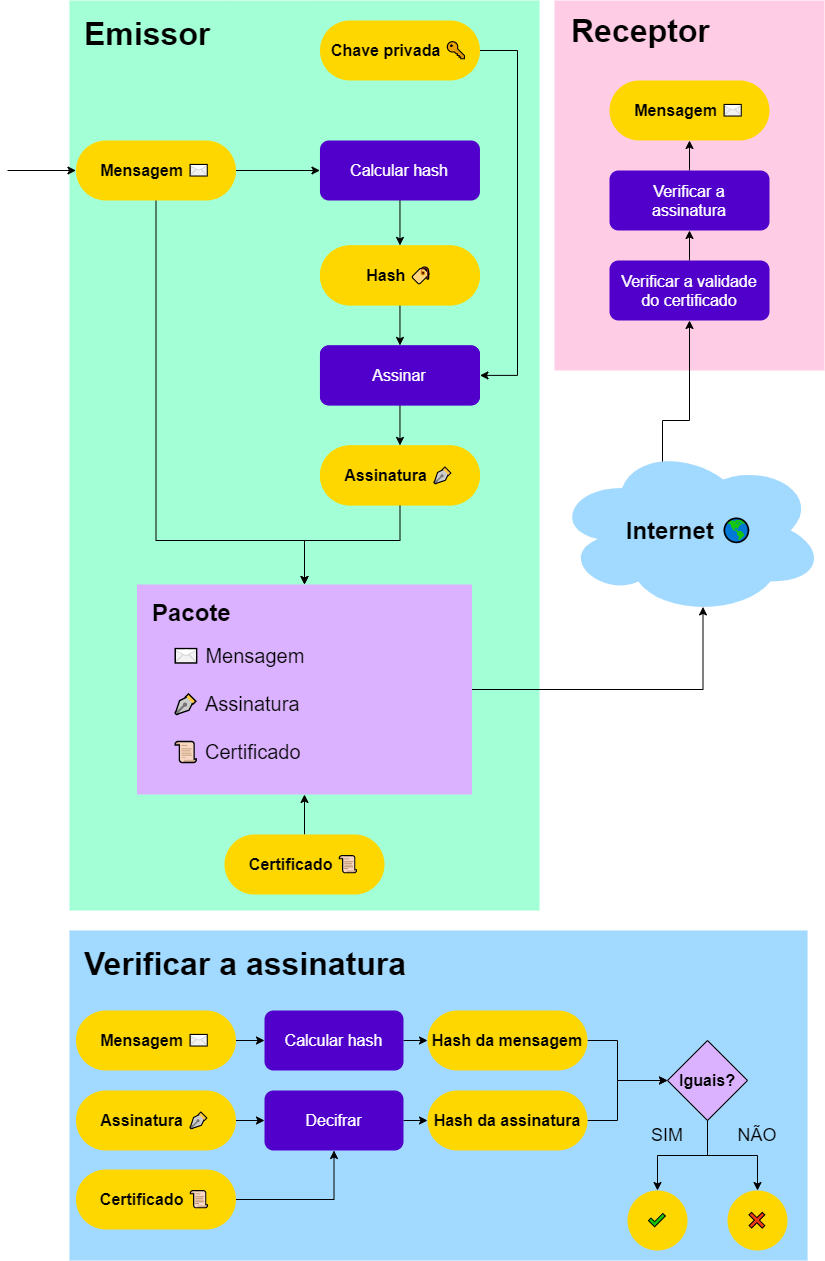 Emissor
Chave privada
Mensagem
Calcular hash
Hash
Assinar
Assinatura
Pacote
Mensagem
Assinatura
Certificado
Certificado
Receptor
Mensagem
Verificar a
assinatura
Verificar a validade
do certificado
Internet
Verificar a assinatura
Mensagem
Calcular hash
Hash da mensagem
Assinatura
Decifrar
Hash da assinatura
Certificado
Iguais?
SIM
NÃO